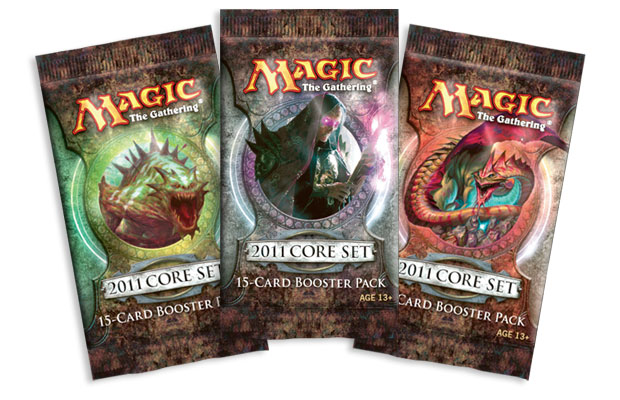 MAGIC
The Gathering
2011 CORE SET
15-CARD BOOSTER P
MAGIC
The Gathering®
2011 CORE SET
15-CARD BOOSTER PACK
AGE 13+
MAGIC
The Gathering®
2011 CORE SET
CARD BOOSTER PACK
AGE 13+